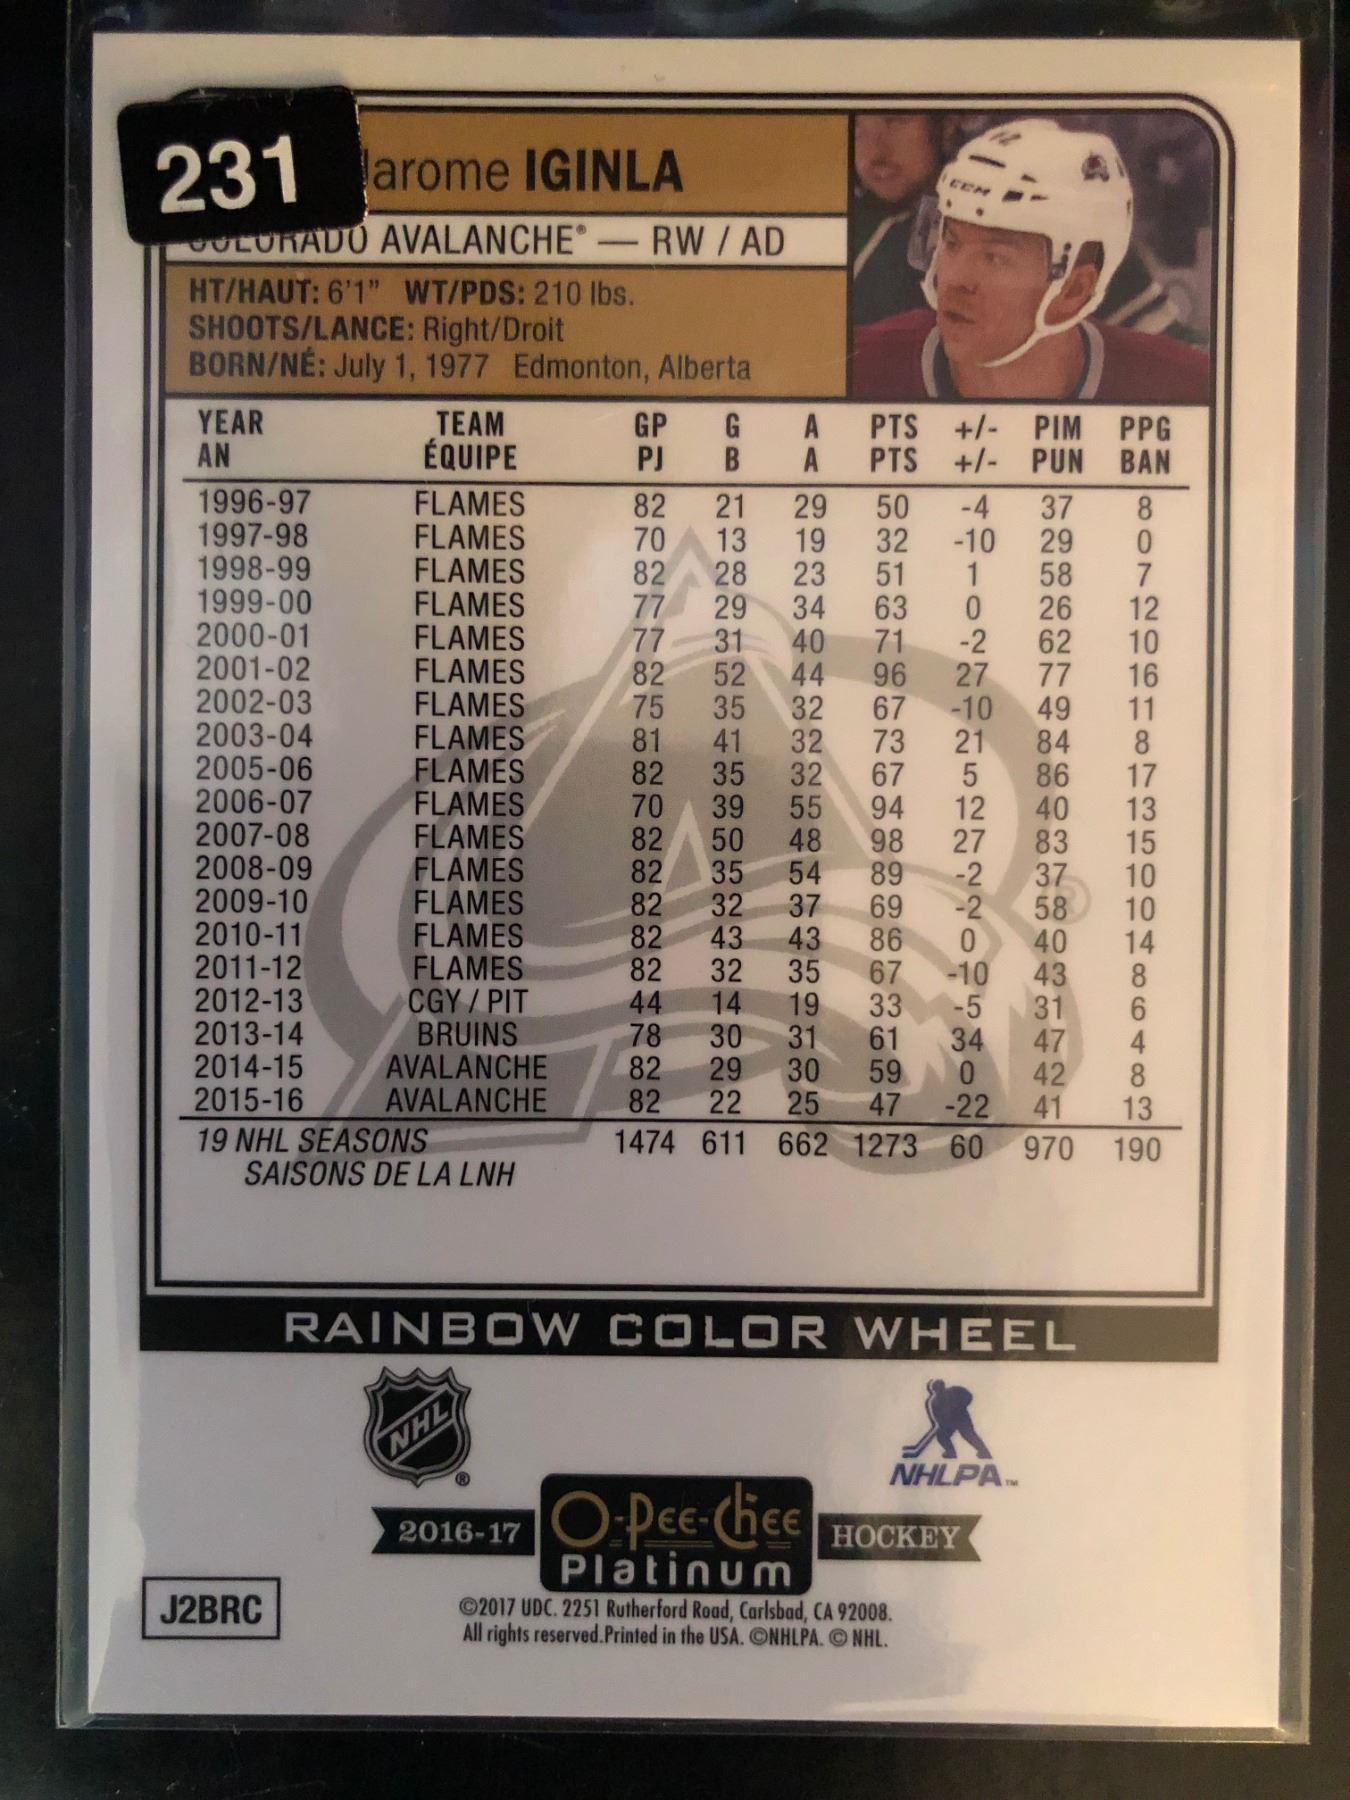 231
Jarome IGINLA
COLORADO AVALANCHE® — RW / AD
HT/HAUT: 6'1" WT/PDS: 210 lbs.
SHOOTS/LANCE: Right/Droit
BORN/NÉ: July 1, 1977 Edmonton, Alberta
CCM
YEAR TEAM GP G A PTS +/- PIM PPG
AN ÉQUIPE PJ B A PTS +/- PUN BAN
1996-97 FLAMES 82 21 29 50 -4 37 8
1997-98 FLAMES 70 13 19 32 -10 29 0
1998-99 FLAMES 82 28 23 51 1 58 7
1999-00 FLAMES 77 29 34 63 0 26 12
2000-01 FLAMES 77 31 40 71 -2 62 10
2001-02 FLAMES 82 52 44 96 27 77 16
2002-03 FLAMES 75 35 32 67 -10 49 11
2003-04 FLAMES 81 41 32 73 21 84 8
2005-06 FLAMES 82 35 32 67 5 86 17
2006-07 FLAMES 70 39 55 94 12 40 13
2007-08 FLAMES 82 50 48 98 27 83 15
2008-09 FLAMES 82 35 54 89 -2 37 10
2009-10 FLAMES 82 32 37 69 -2 58 10
2010-11 FLAMES 82 43 43 86 0 40 14
2011-12 FLAMES 82 32 35 67 -10 43 8
2012-13 CGY / PIT 44 14 19 33 -5 31 6
2013-14 BRUINS 78 30 31 61 34 47 4
2014-15 AVALANCHE 82 29 30 59 0 42 8
2015-16 AVALANCHE 82 22 25 47 -22 41 13
19 NHL SEASONS 1474 611 662 1273 60 970 190
SAISONS DE LA LNH
RAINBOW COLOR WHEEL
NHL®
NHLPA™
2016-17 O-Pee-Chee HOCKEY
Platinum
J2BRC
©2017 UDC. 2251 Rutherford Road, Carlsbad, CA 92008.
All rights reserved.Printed in the USA. ©NHLPA. © NHL.